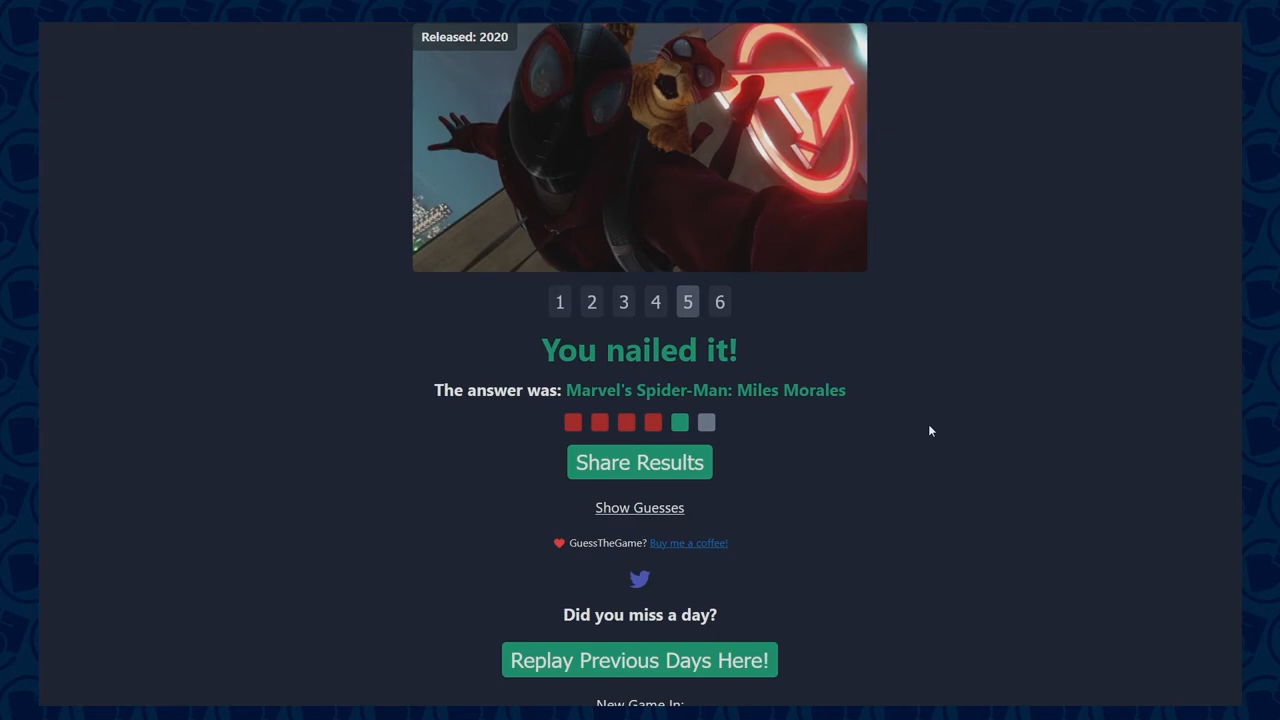 Released: 2020
1 2 3 4 5 6
You nailed it!
The answer was: Marvel's Spider-Man: Miles Morales
Share Results
Show Guesses
GuessTheGame? Buy me a coffee!
Did you miss a day?
Replay Previous Days Here!
New Game In: